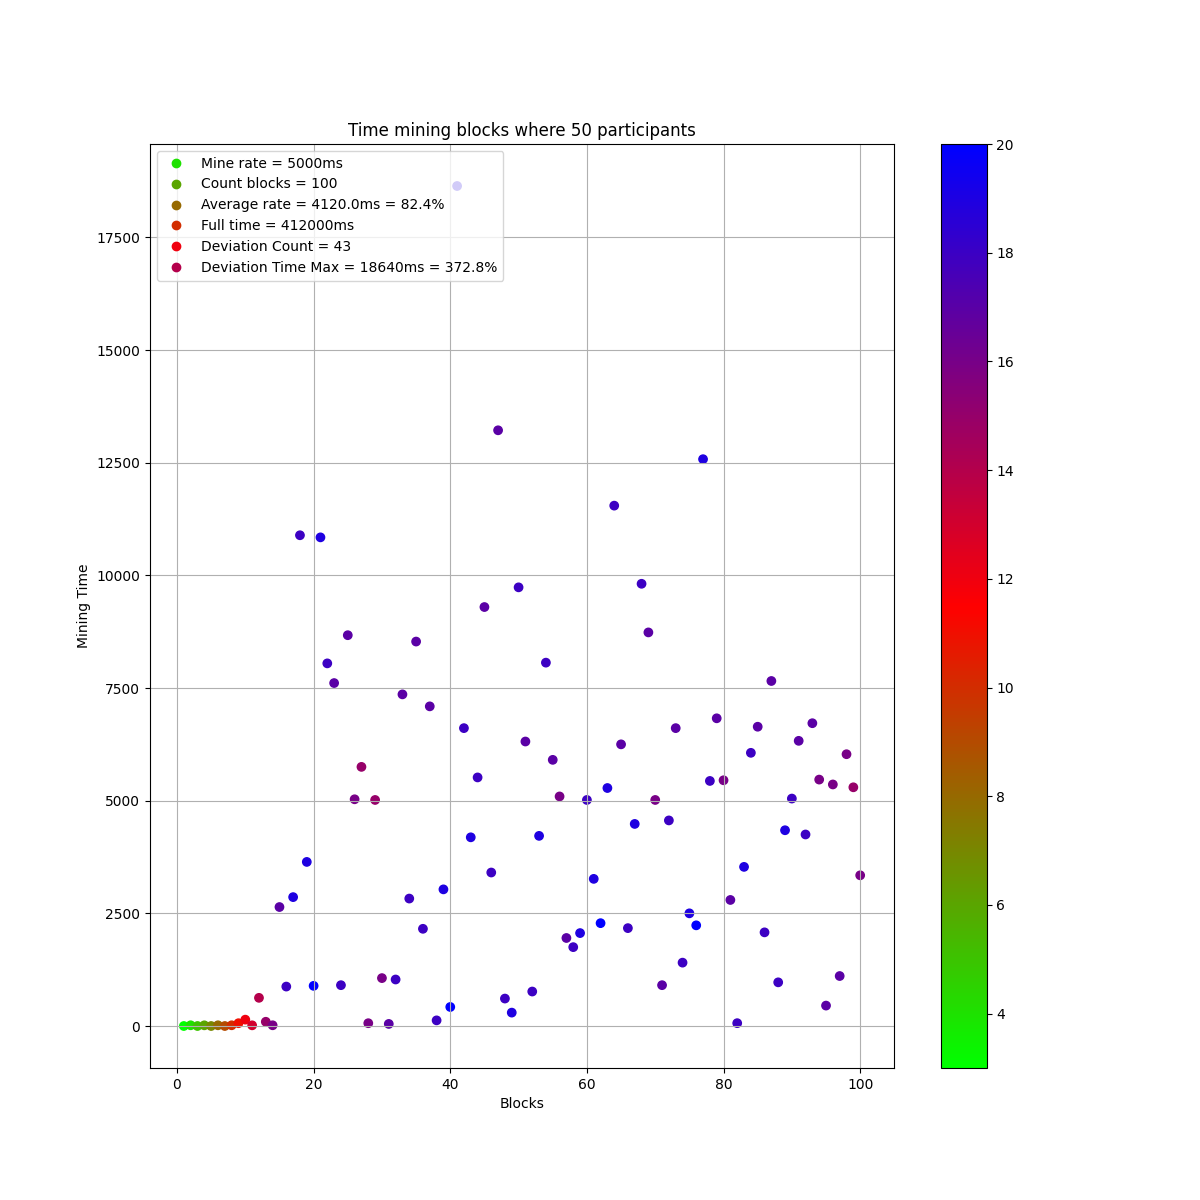 Time mining blocks where 50 participants
Mine rate = 5000ms
Count blocks = 100
Average rate = 4120.0ms = 82.4%
Full time = 412000ms
Deviation Count = 43
Deviation Time Max = 18640ms = 372.8%
17500
15000
12500
10000
7500
5000
2500
0
Mining Time
0 20 40 60 80 100
Blocks
20
18
16
14
12
10
8
6
4